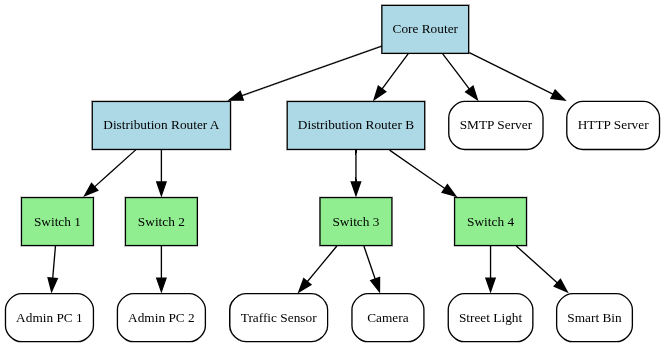 Core Router
Distribution Router A
Distribution Router B
SMTP Server
HTTP Server
Switch 1
Switch 2
Switch 3
Switch 4
Admin PC 1
Admin PC 2
Traffic Sensor
Camera
Street Light
Smart Bin